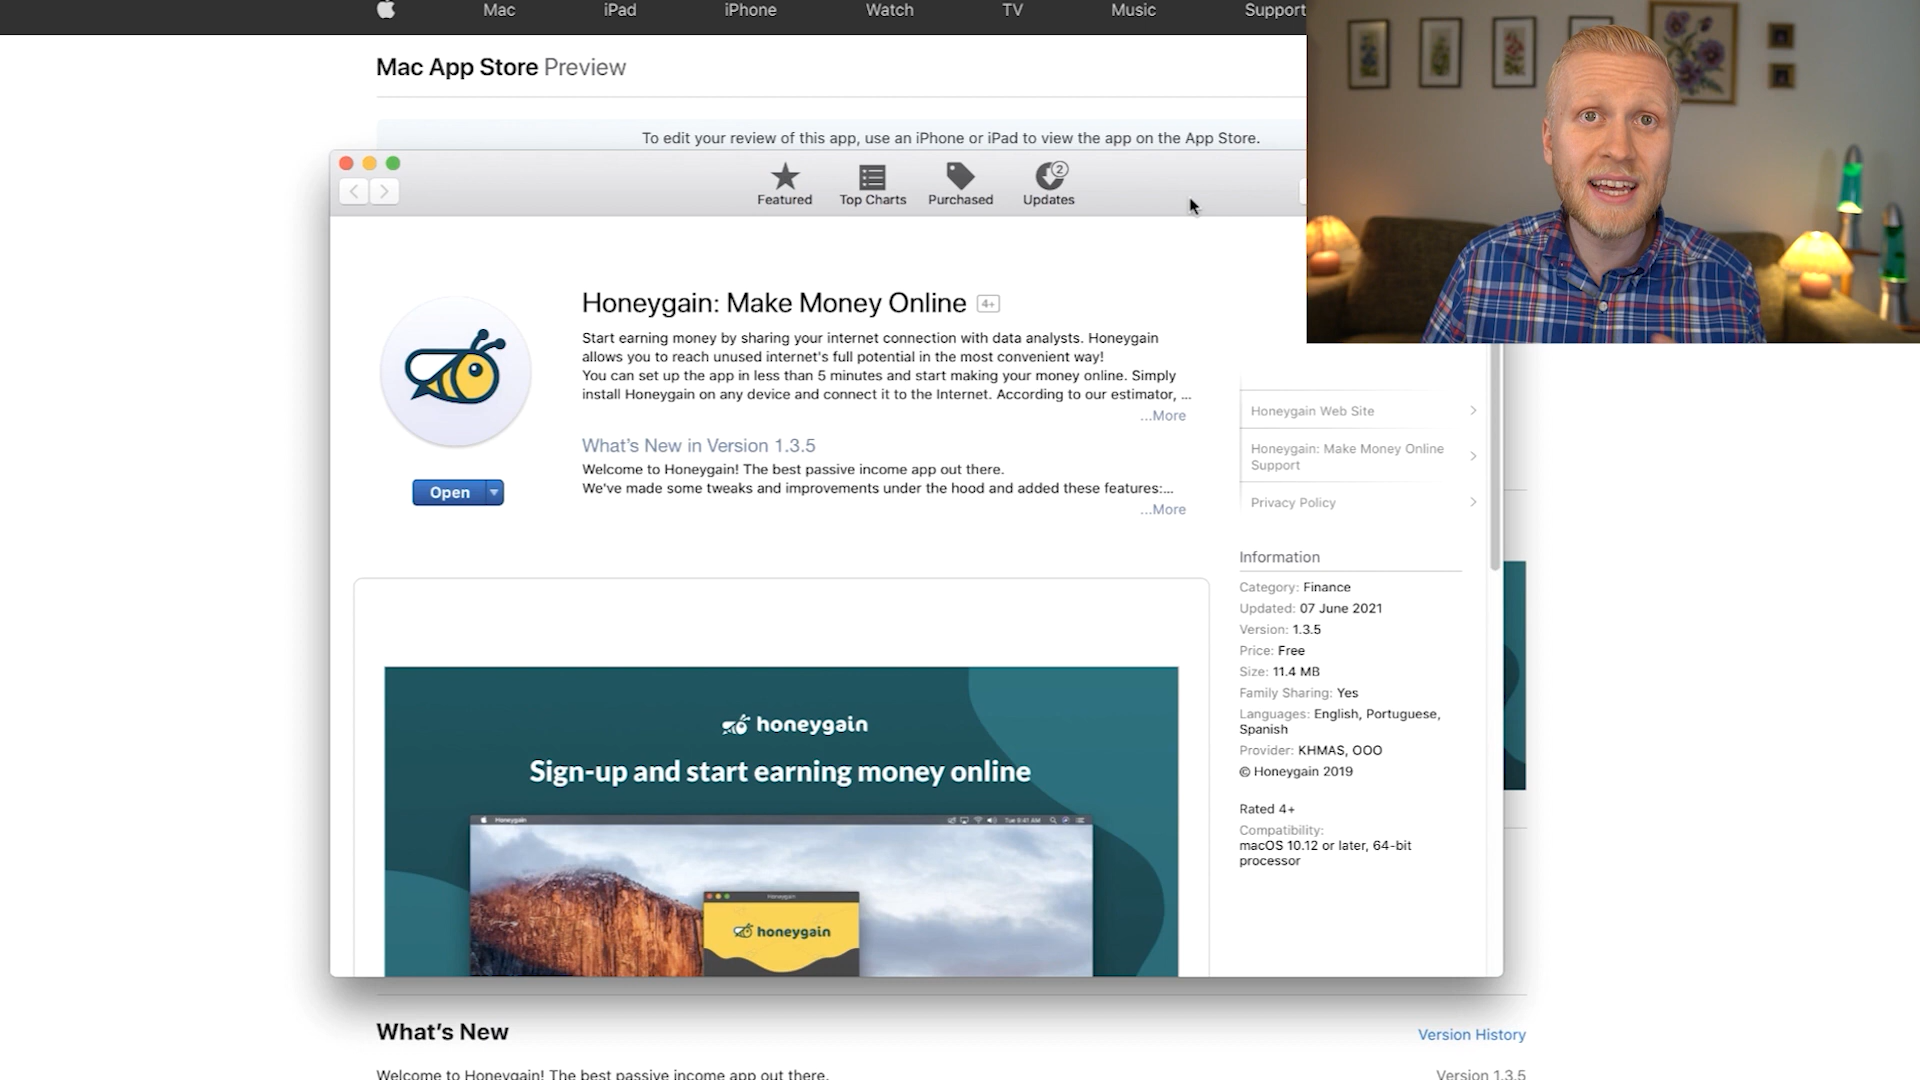 Mac
iPad
iPhone
Watch
TV
Music
Support
Mac App Store Preview
To edit your review of this app, use an iPhone or iPad to view the app on the App Store.
2
Featured
Top Charts
Purchased
Updates
Honeygain: Make Money Online 4+
Start earning money by sharing your internet connection with data analysts. Honeygain
allows you to reach unused internet's full potential in the most convenient way!
You can set up the app in less than 5 minutes and start making your money online. Simply
install Honeygain on any device and connect it to the Internet. According to our estimator, ...
...More
What's New in Version 1.3.5
Welcome to Honeygain! The best passive income app out there.
We've made some tweaks and improvements under the hood and added these features:...
...More
Open
Honeygain Web Site
Honeygain: Make Money Online
Support
Privacy Policy
Information
Category: Finance
Updated: 07 June 2021
Version: 1.3.5
Price: Free
Size: 11.4 MB
Family Sharing: Yes
Languages: English, Portuguese,
Spanish
Provider: KHMAS, OOO
© Honeygain 2019
Rated 4+
Compatibility:
macOS 10.12 or later, 64-bit
processor
honeygain
Sign-up and start earning money online
Honeygain
Tue 9:41 AM
Honeygain
honeygain
What's New
Version History
Welcome to Honeygain! The best passive income app out there.
Version 1.3.5